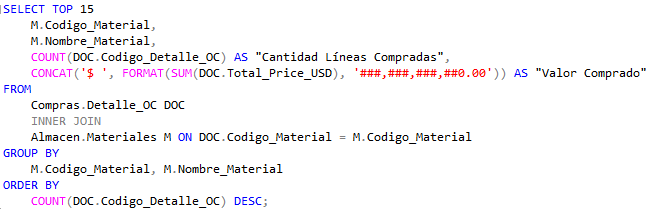 SELECT TOP 15
    M.Codigo_Material,
    M.Nombre_Material,
    COUNT(DOC.Codigo_Detalle_OC) AS "Cantidad Líneas Compradas",
    CONCAT('$ ', FORMAT(SUM(DOC.Total_Price_USD), '###,###,###,##0.00')) AS "Valor Comprado"
FROM
    Compras.Detalle_OC DOC
    INNER JOIN
    Almacen.Materiales M ON DOC.Codigo_Material = M.Codigo_Material
GROUP BY
    M.Codigo_Material, M.Nombre_Material
ORDER BY
    COUNT(DOC.Codigo_Detalle_OC) DESC;